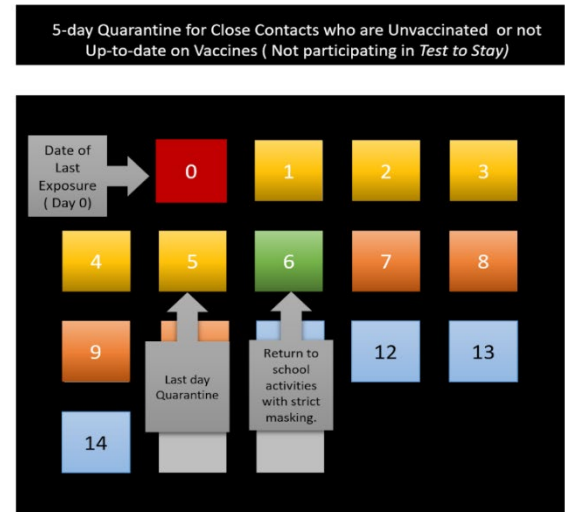 5-day Quarantine for Close Contacts who are Unvaccinated or not
Up-to-date on Vaccines ( Not participating in Test to Stay)
Date of
Last
Exposure
( Day 0)
0
1
2
3
4
5
6
7
8
9
Last day
Quarantine
Return to
school
activities
with strict
masking.
12
13
14